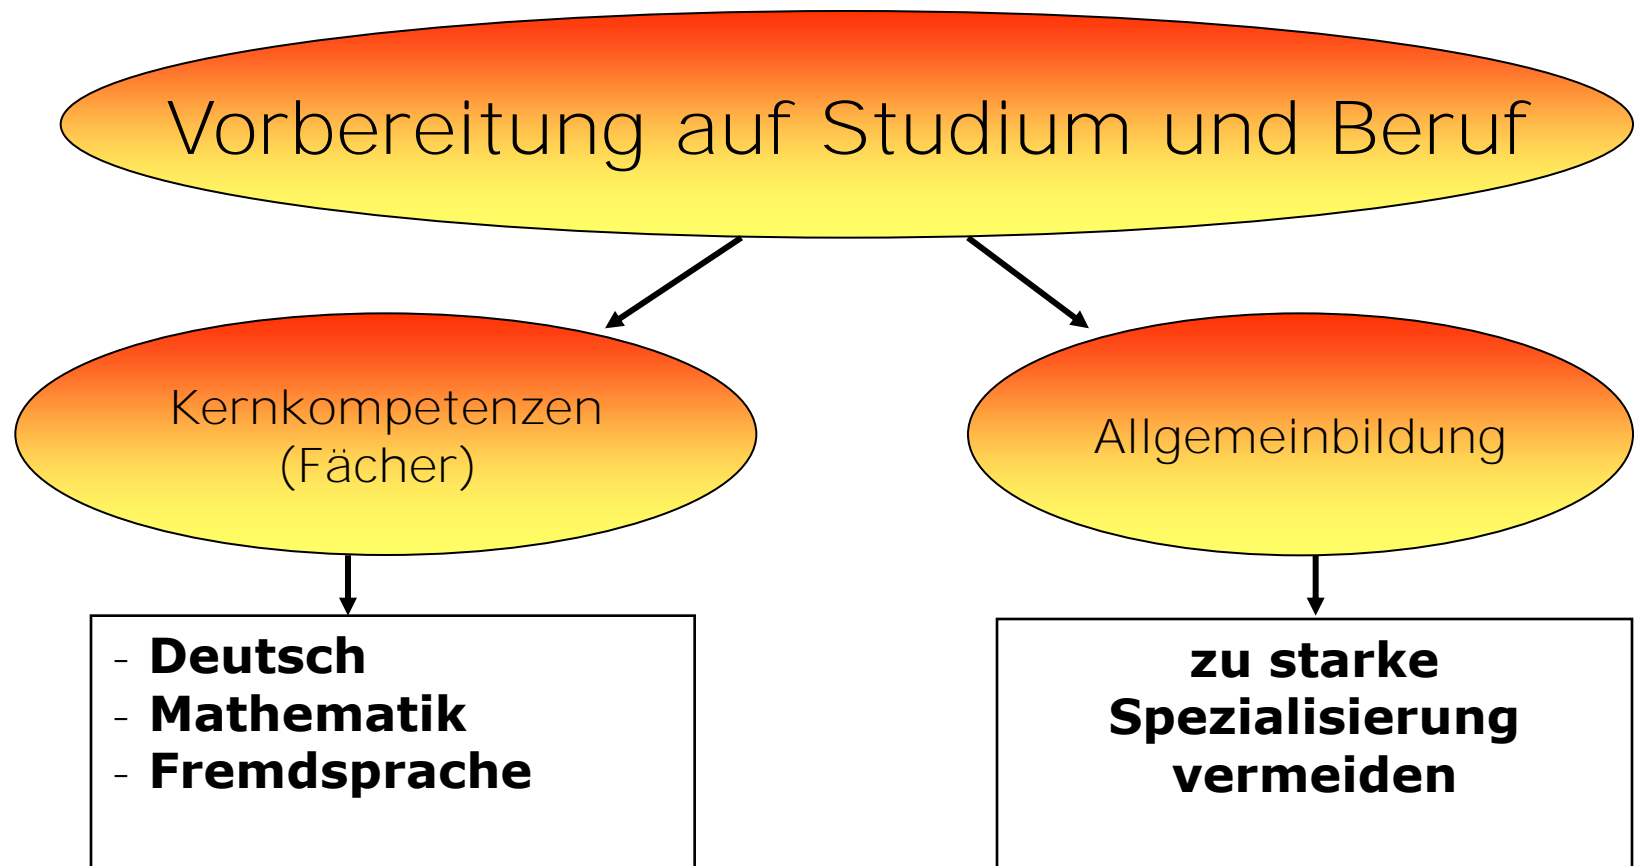 Vorbereitung auf Studium und Beruf
Kernkompetenzen
(Fächer)
Allgemeinbildung
- Deutsch
- Mathematik
- Fremdsprache
zu starke
Spezialisierung
vermeiden